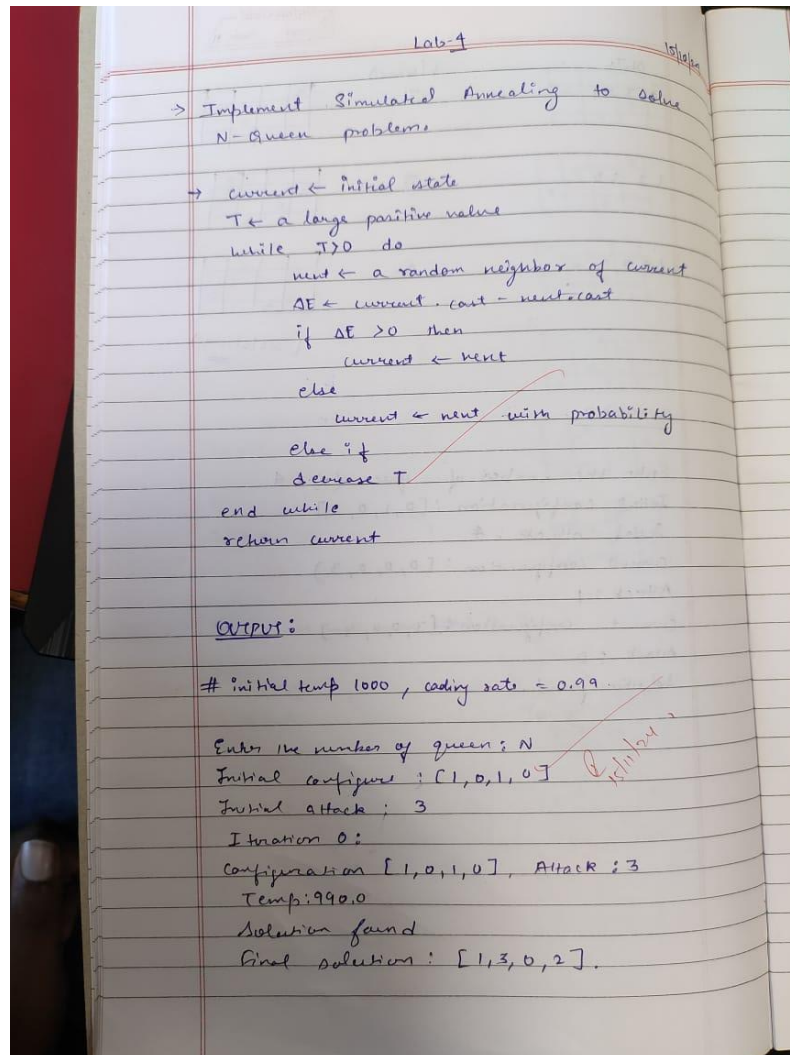 Lab-4
15/10/24
→ Implement Simulated Annealing to solve
N-Queen problem.
→ current ← initial state
T ← a large positive value
while T>0 do
next ← a random neighbor of current
ΔE ← current.cost - next.cost
if ΔE >0 then
current ← next
else
current ← next with probability
else if
decrease T
end while
return current
OUTPUT:
# initial temp 1000, cooling rate = 0.99
Enter the number of queen: N
Initial configure : [1,0,1,0]
Initial attack : 3
Iteration 0:
Configuration [1,0,1,0], Attack : 3
Temp: 990.0
Solution found
Final solution : [1,3,0,2].
15/11/24